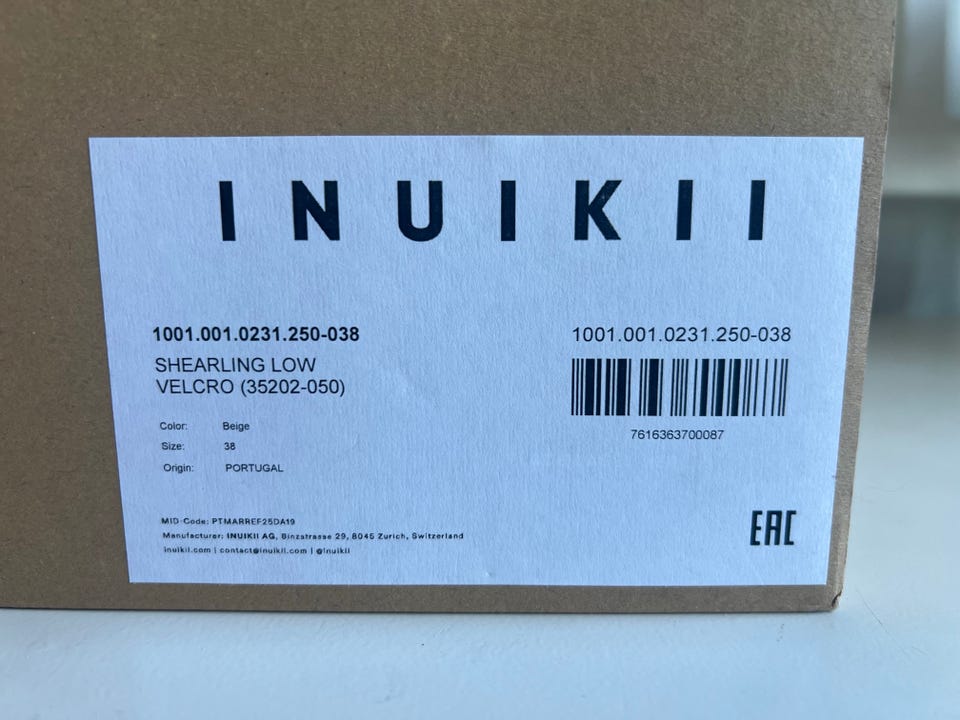 INUIKII
1001.001.0231.250-038
SHEARLING LOW
VELCRO (35202-050)
Color: Beige
Size: 38
Origin: PORTUGAL
MID-Code: PTMARREF25DA19
Manufacturer: INUIKII AG, Binzstrasse 29, 8045 Zurich, Switzerland
inuikii.com | contact@inuikii.com | @inuikii
1001.001.0231.250-038
7616363700087
EAC